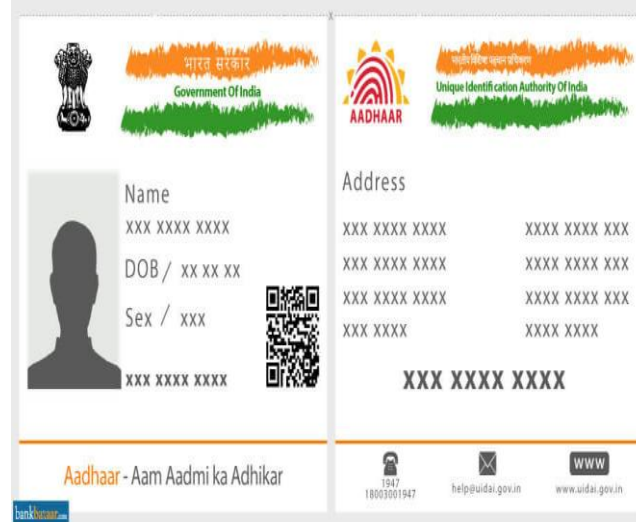 भारत सरकार
Government Of India
Name
xxx xxxx xxxx
DOB / xx xx xx
Sex / xxx
xxx xxxx xxxx
Aadhaar - Aam Aadmi ka Adhikar
bankbazaar.com
Unique Identification Authority Of India
AADHAAR
Address
xxx xxxx xxxx xxxx xxxx xxx
xxx xxxx xxxx xxxx xxxx xxx
xxx xxxx xxxx xxxx xxxx xxx
xxx xxxx xxxx xxxx
XXX XXXX XXXX
1947
18003001947
help@uidai.gov.in
WWW
www.uidai.gov.in